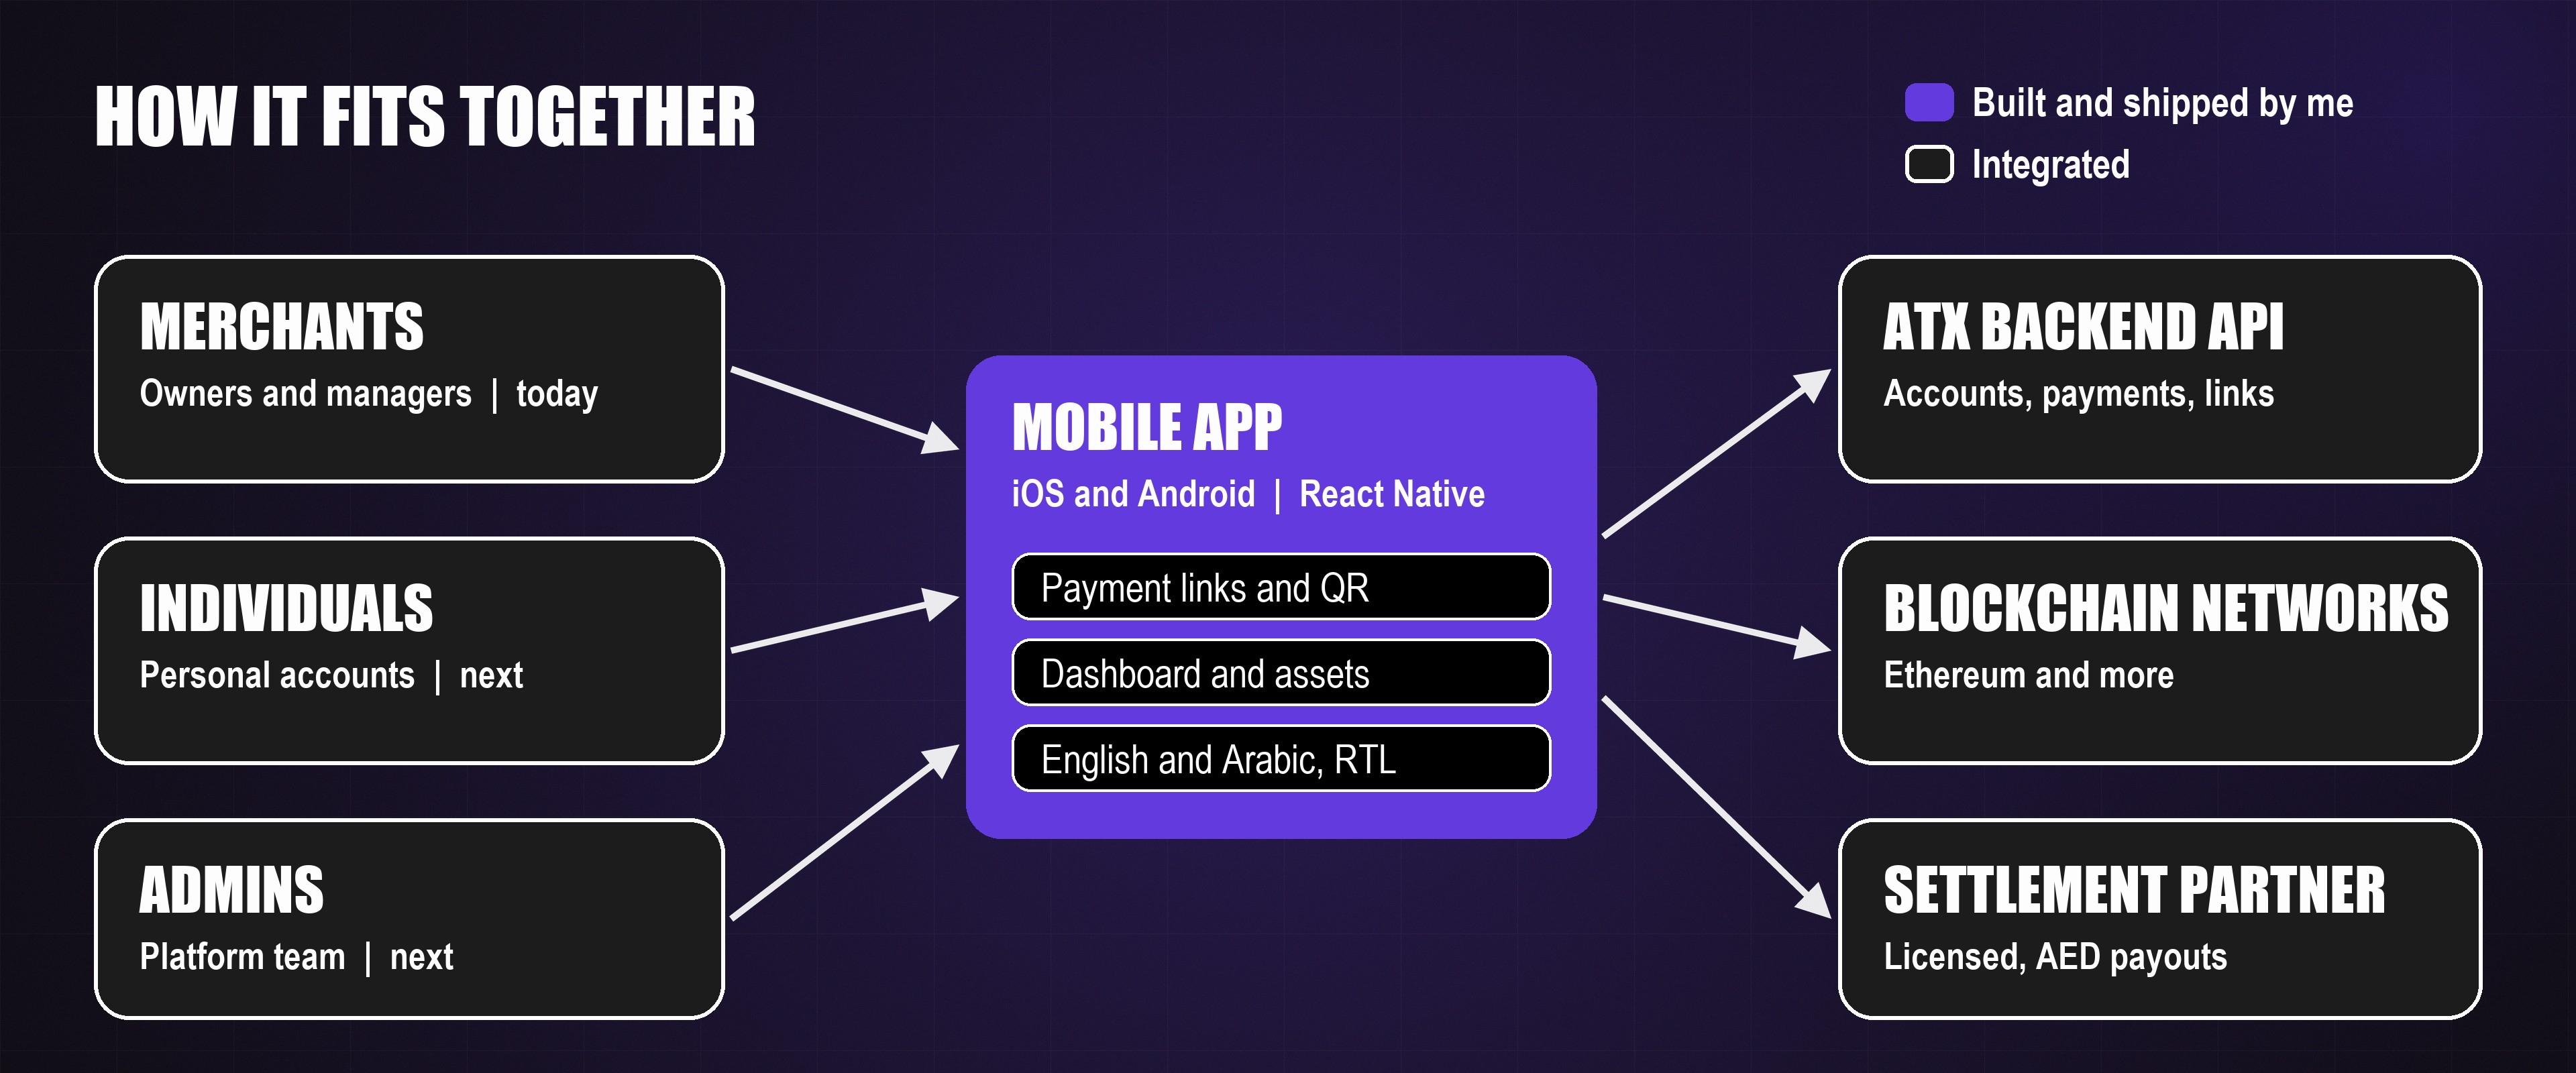 HOW IT FITS TOGETHER
Built and shipped by me
Integrated
MERCHANTS
Owners and managers | today
INDIVIDUALS
Personal accounts | next
ADMINS
Platform team | next
MOBILE APP
iOS and Android | React Native
Payment links and QR
Dashboard and assets
English and Arabic, RTL
ATX BACKEND API
Accounts, payments, links
BLOCKCHAIN NETWORKS
Ethereum and more
SETTLEMENT PARTNER
Licensed, AED payouts